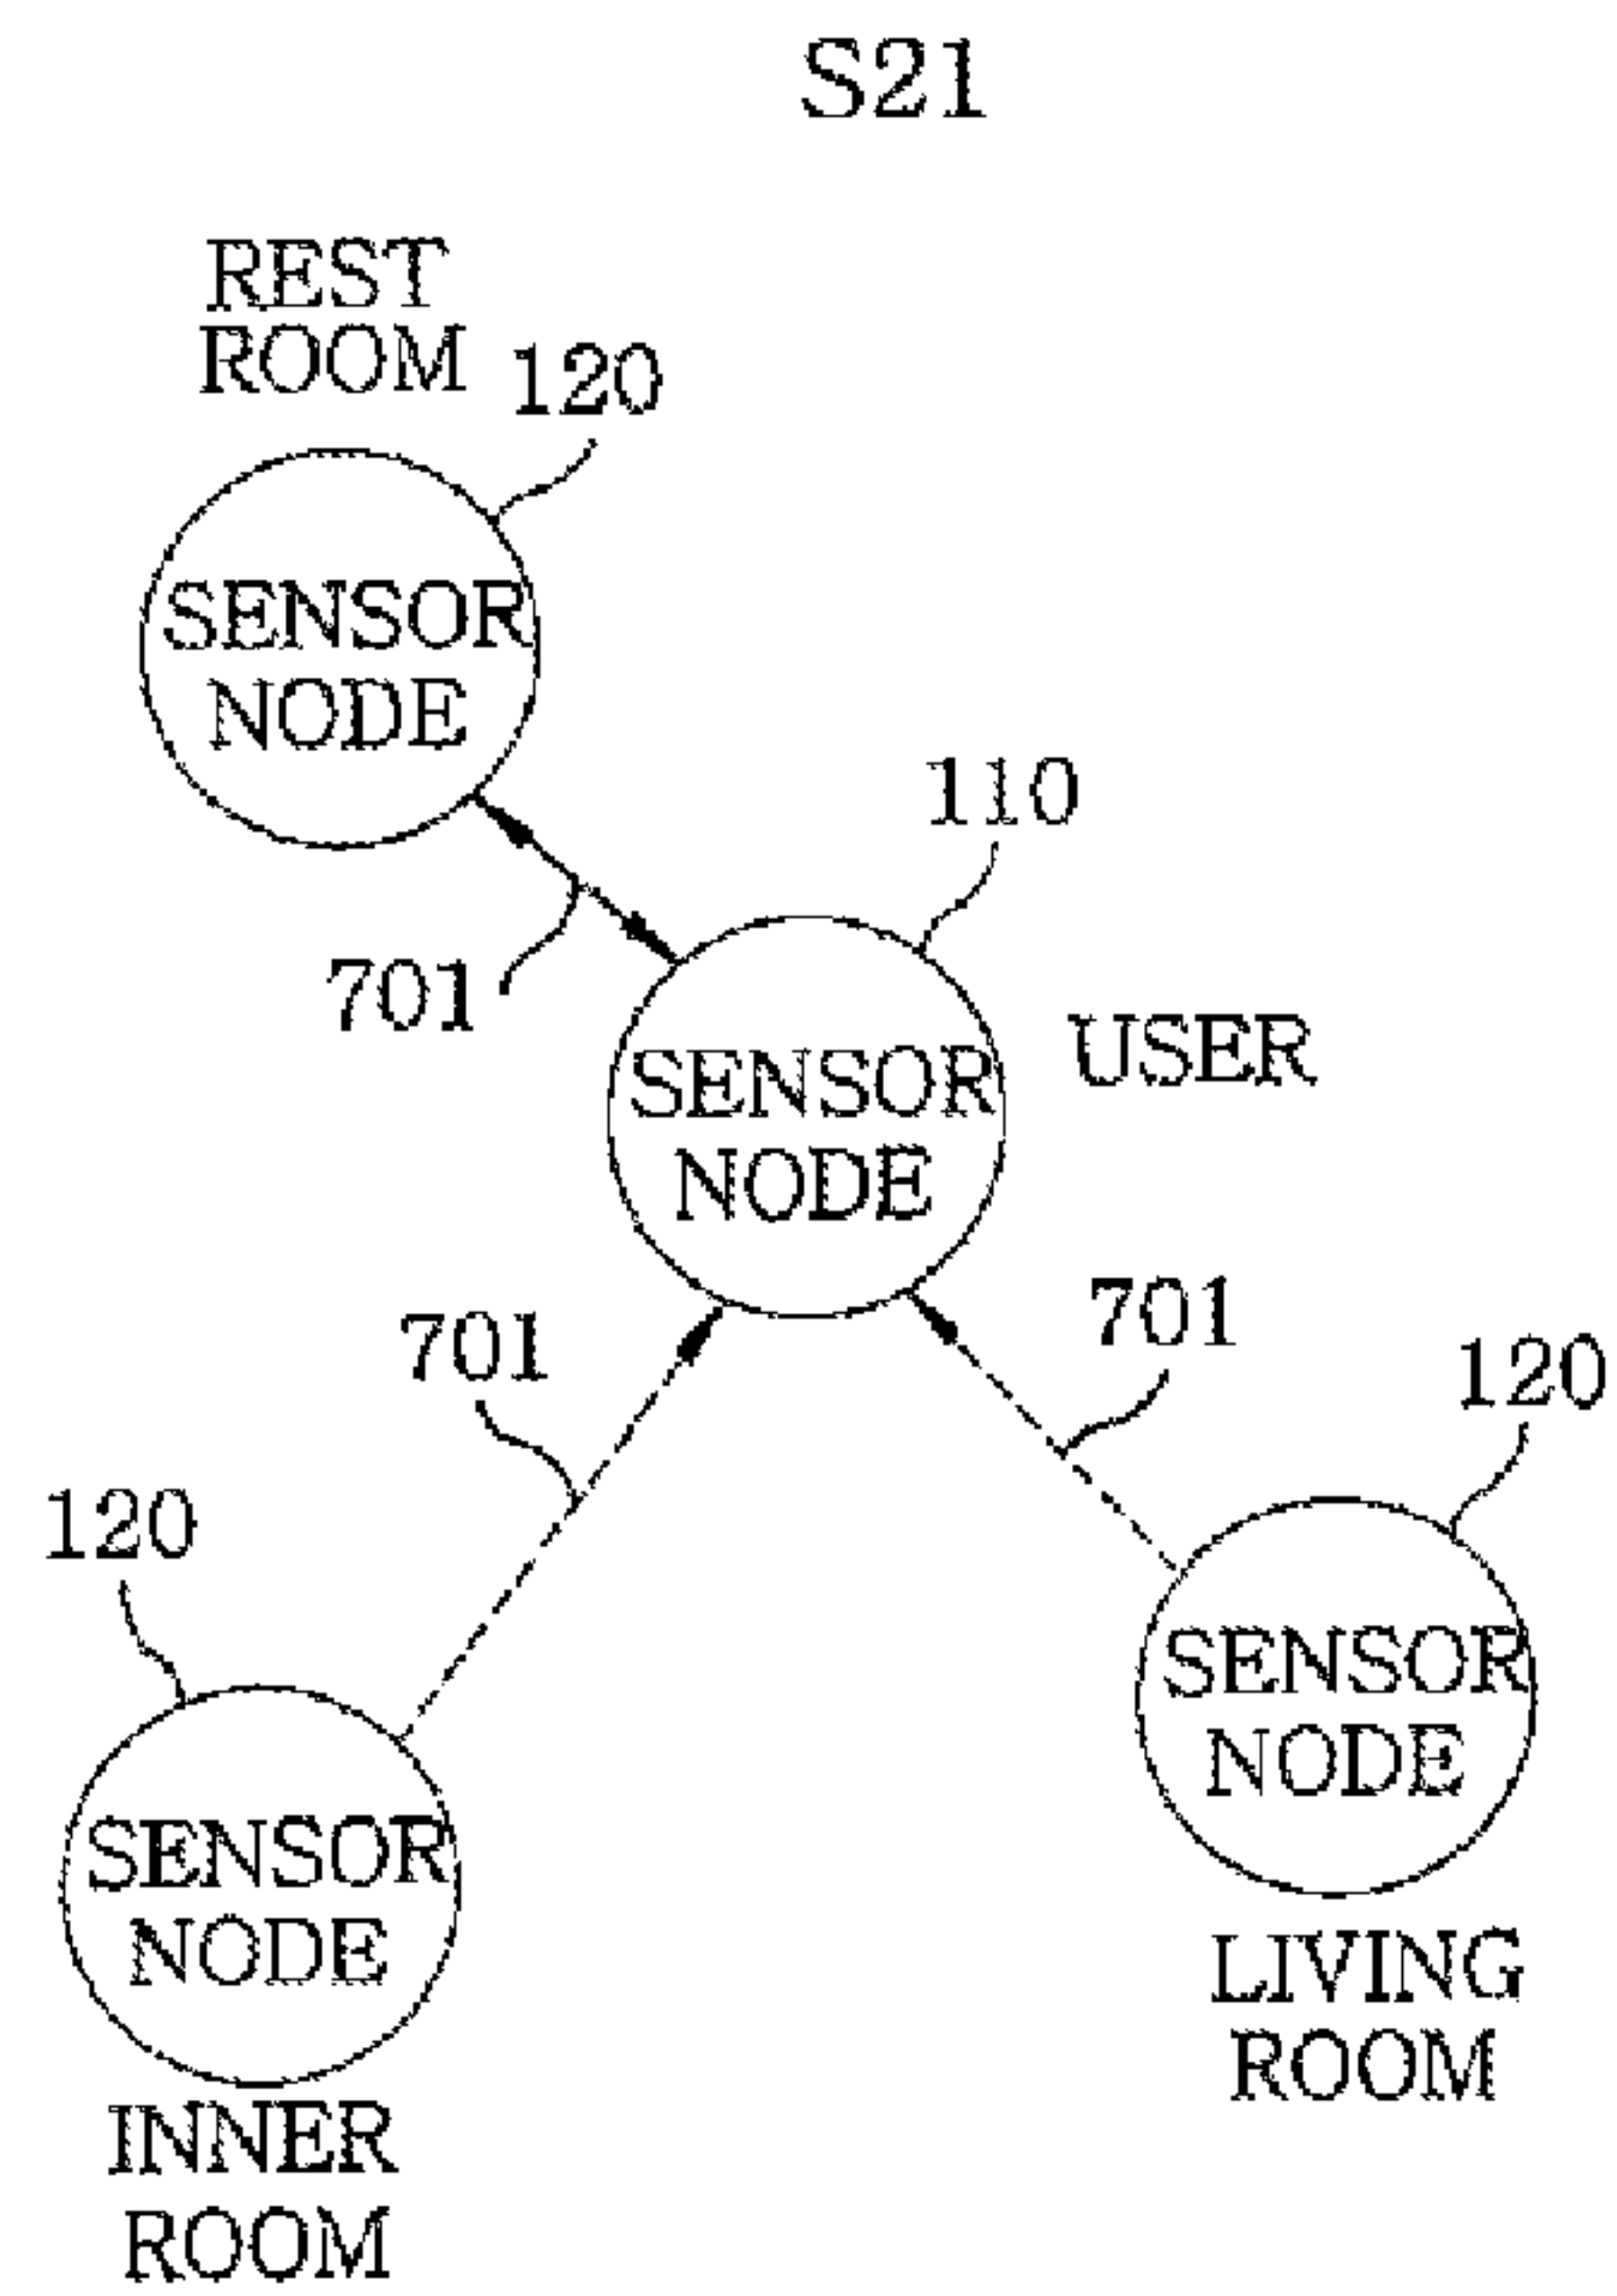 S21
REST
ROOM
120
SENSOR
NODE
110
701
USER
SENSOR
NODE
701
701
120
120
SENSOR
NODE
SENSOR
NODE
LIVING
ROOM
INNER
ROOM